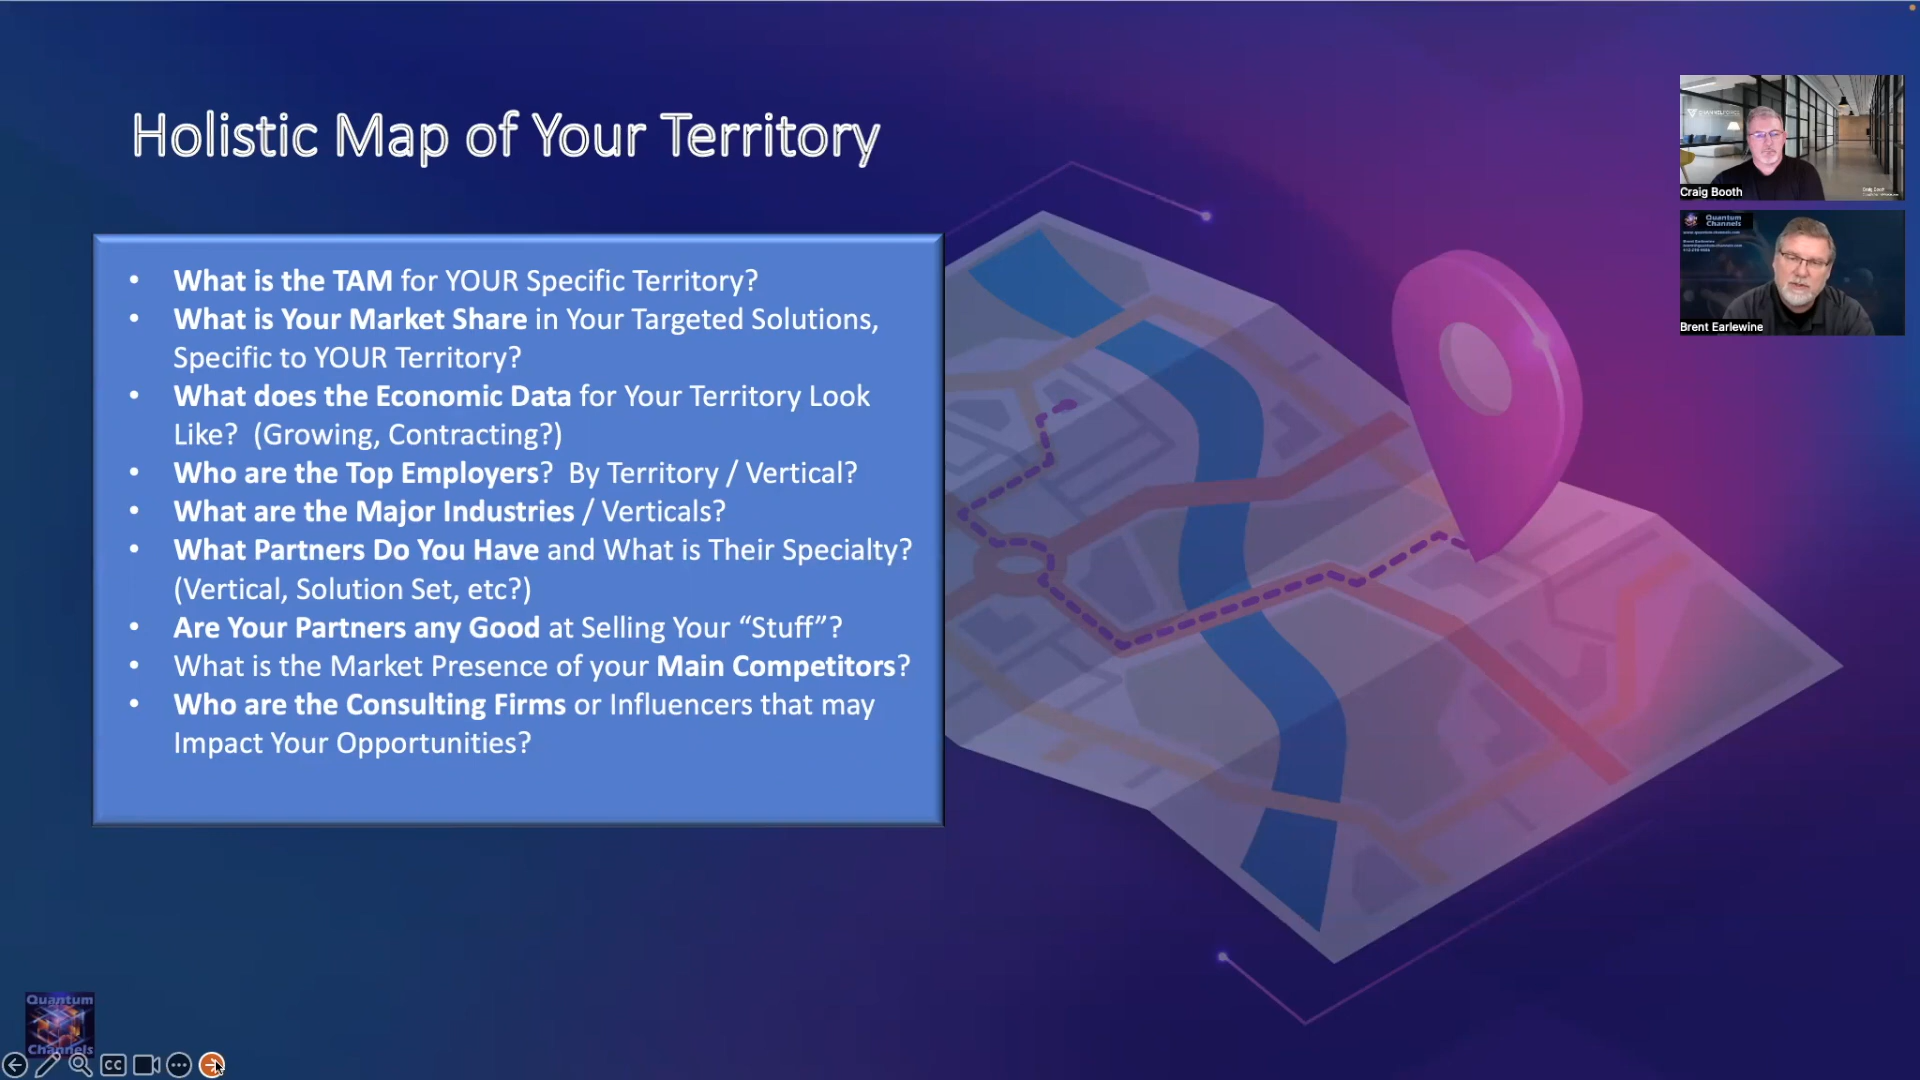 Holistic Map of Your Territory
• What is the TAM for YOUR Specific Territory?
• What is Your Market Share in Your Targeted Solutions,
Specific to YOUR Territory?
• What does the Economic Data for Your Territory Look
Like? (Growing, Contracting?)
• Who are the Top Employers? By Territory / Vertical?
• What are the Major Industries / Verticals?
• What Partners Do You Have and What is Their Specialty?
(Vertical, Solution Set, etc?)
• Are Your Partners any Good at Selling Your “Stuff”?
• What is the Market Presence of your Main Competitors?
• Who are the Consulting Firms or Influencers that may
Impact Your Opportunities?
Craig Booth
Quantum
Channels
Brent Earlewine
Quantum
Channels
CC